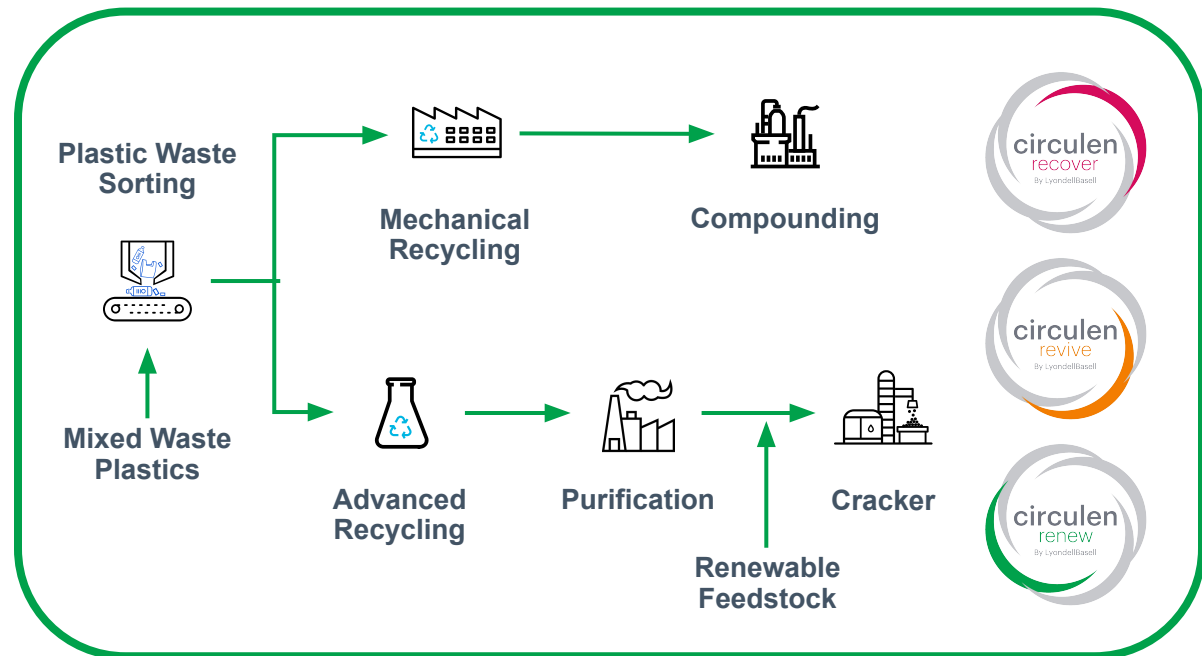 Plastic Waste
Sorting
Mixed Waste
Plastics
Mechanical
Recycling
Compounding
Advanced
Recycling
Purification
Renewable
Feedstock
Cracker
circulen
recover
By LyondellBasell
circulen
revive
By LyondellBasell
circulen
renew
By LyondellBasell